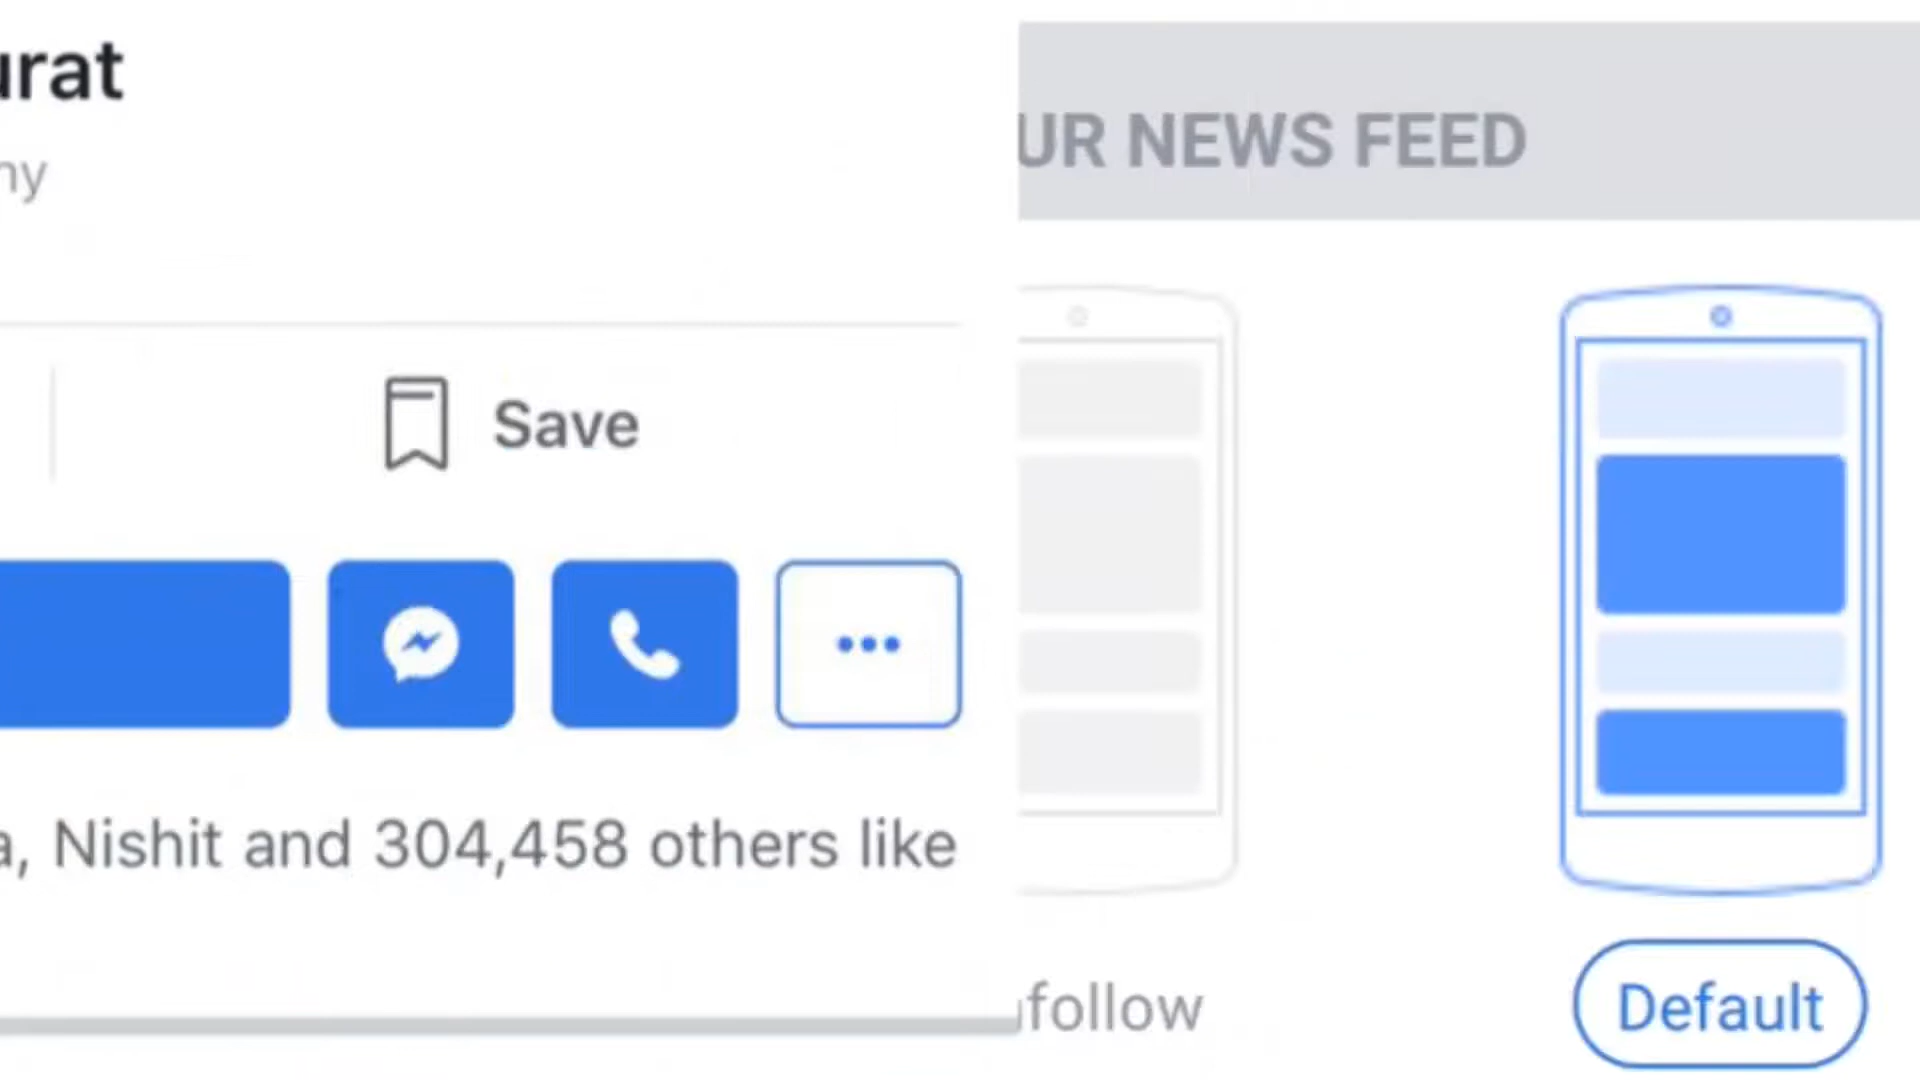 urat
ny
Save
a, Nishit and 304,458 others like
UR NEWS FEED
follow
Default